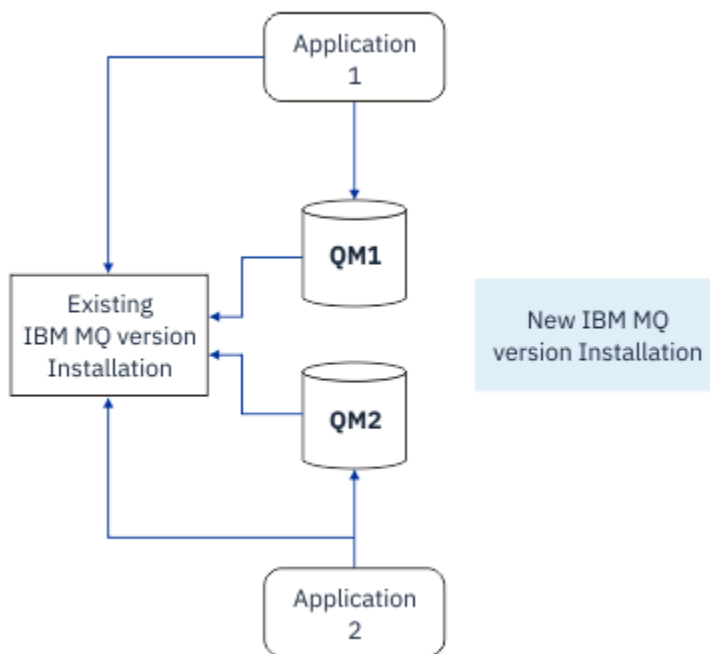 Application
1
QM1
Existing
IBM MQ version
Installation
New IBM MQ
version Installation
QM2
Application
2